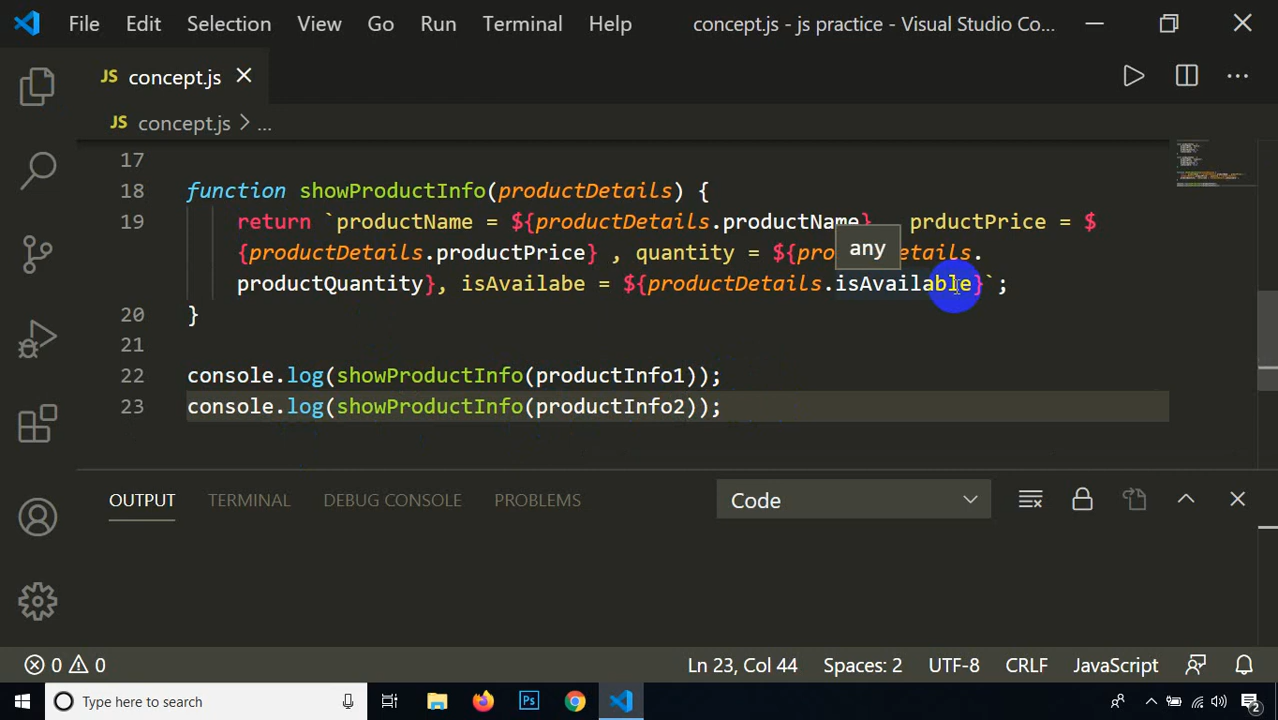 File Edit Selection View Go Run Terminal Help concept.js - js practice - Visual Studio Co...
JS concept.js
JS concept.js > ...
17
18 function showProductInfo(productDetails) {
19 return `productName = ${productDetails.productName} prductPrice = $
{productDetails.productPrice} , quantity = ${pro etails.
any
productQuantity}, isAvailabe = ${productDetails.isAvailable}`;
20 }
21
22 console.log(showProductInfo(productInfo1));
23 console.log(showProductInfo(productInfo2));
OUTPUT TERMINAL DEBUG CONSOLE PROBLEMS Code
0 0 Ln 23, Col 44 Spaces: 2 UTF-8 CRLF JavaScript
Type here to search Ps 2